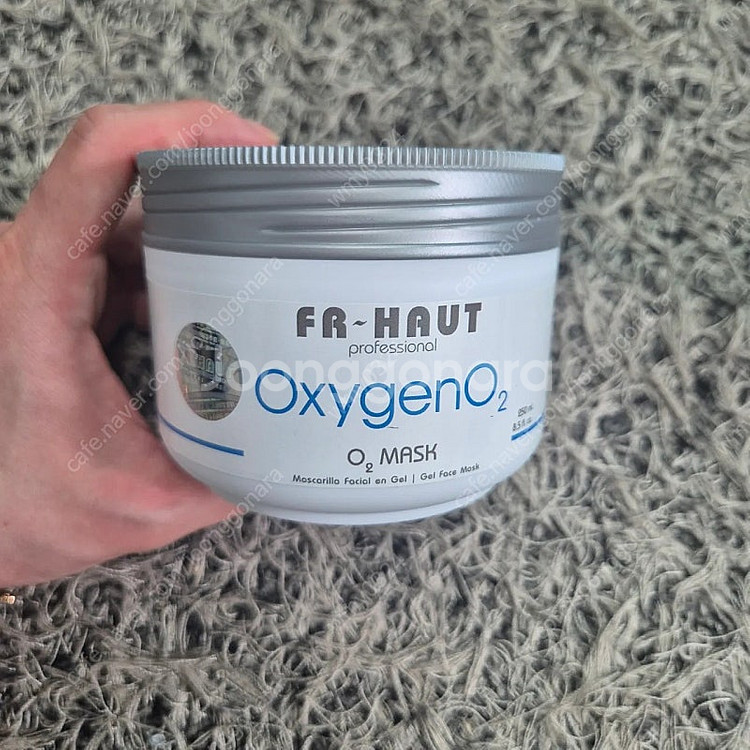 FR~HAUT
professional
OxygenO2
250 ml.
8.5 fl. oz.
O2 MASK
Mascarilla Facial en Gel | Gel Face Mask
Joonggonara
cafe.naver.com/joonggonara